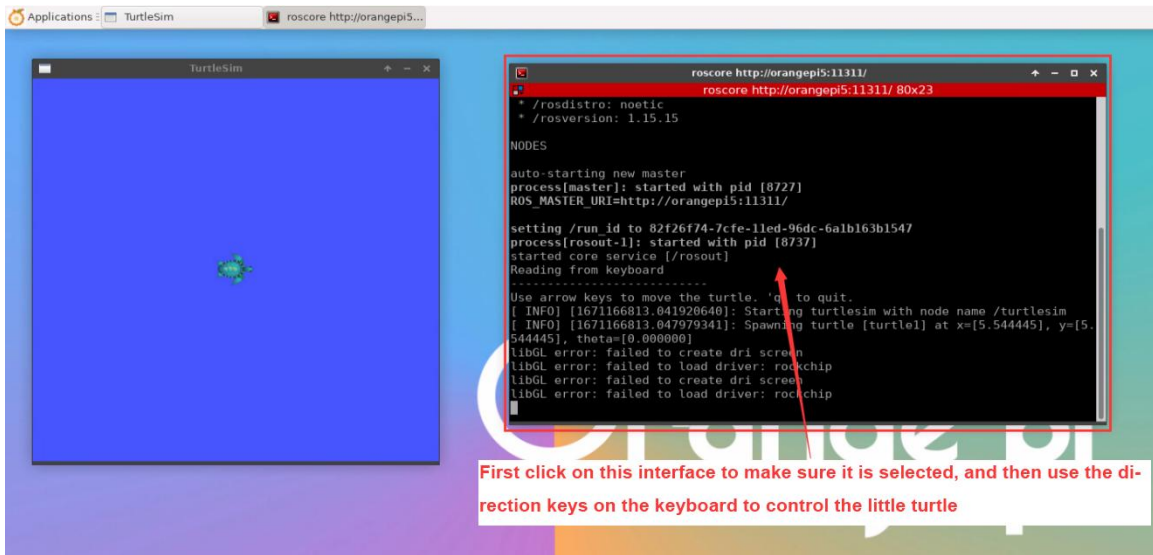 Applications
TurtleSim
roscore http://orangepi5...
TurtleSim
roscore http://orangepi5:11311/
roscore http://orangepi5:11311/ 80x23
* /rosdistro: noetic
* /rosversion: 1.15.15
NODES
auto-starting new master
process[master]: started with pid [8727]
ROS_MASTER_URI=http://orangepi5:11311/
setting /run_id to 82f26f74-7cfe-11ed-96dc-6a1b163b1547
process[rosout-1]: started with pid [8737]
started core service [/rosout]
Reading from keyboard
---------------------------
Use arrow keys to move the turtle. 'q' to quit.
[ INFO] [1671166813.041920640]: Starting turtlesim with node name /turtlesim
[ INFO] [1671166813.047979341]: Spawning turtle [turtle1] at x=[5.544445], y=[5.
544445], theta=[0.000000]
libGL error: failed to create dri screen
libGL error: failed to load driver: rockchip
libGL error: failed to create dri screen
libGL error: failed to load driver: rockchip
Orange pi
First click on this interface to make sure it is selected, and then use the di-
rection keys on the keyboard to control the little turtle